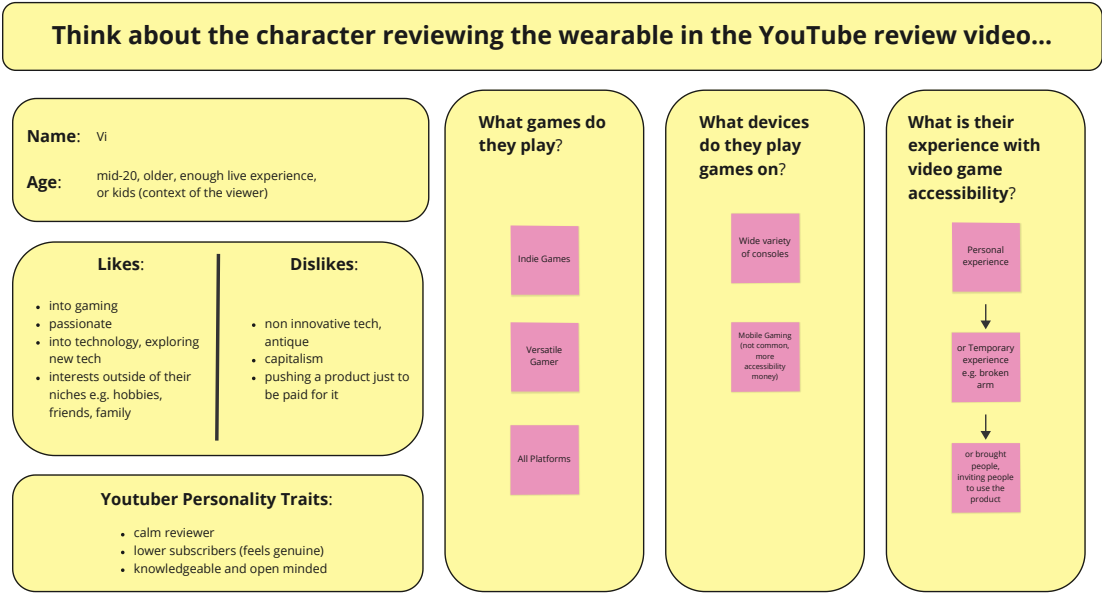 Think about the character reviewing the wearable in the YouTube review video...
Name: Vi
Age: mid-20, older, enough live experience,
or kids (context of the viewer)
Likes:
into gaming
passionate
into technology, exploring
new tech
interests outside of their
niches e.g. hobbies,
friends, family
Dislikes:
non innovative tech,
antique
capitalism
pushing a product just to
be paid for it
Youtuber Personality Traits:
calm reviewer
lower subscribers (feels genuine)
knowledgeable and open minded
What games do
they play?
Indie Games
Versatile
Gamer
All Platforms
What devices
do they play
games on?
Wide variety
of consoles
Mobile Gaming
(not common,
more
accessibility
money)
What is their
experience with
video game
accessibility?
Personal
experience
or Temporary
experience
e.g. broken
arm
or brought
people,
inviting people
to use the
product